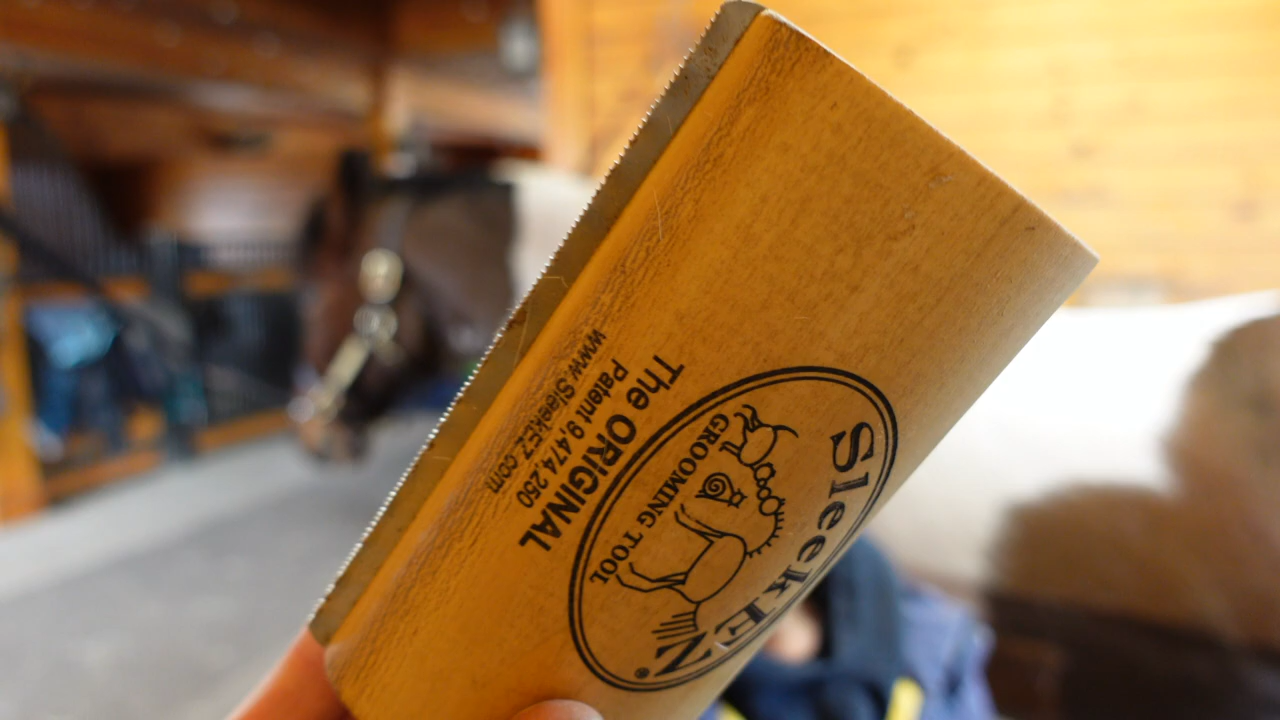 SleekEZ®
GROOMING TOOL
The ORIGINAL
Patent 9,474,250
www.SleekEZ.com